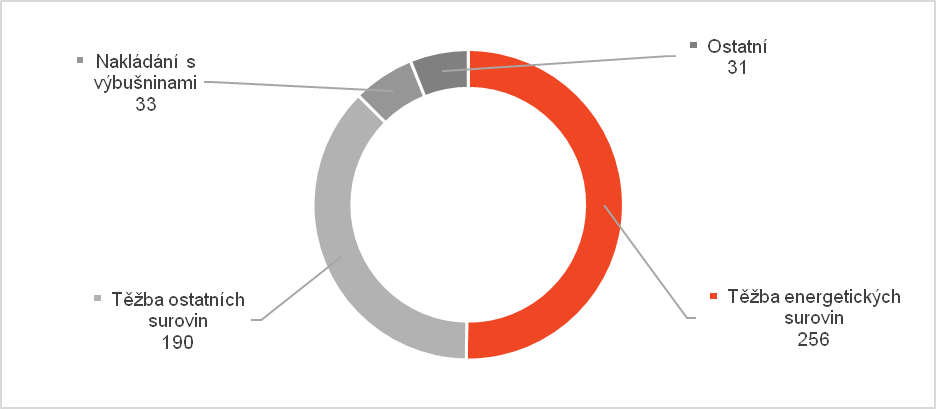 Nakládání s
výbušninami
33
Ostatní
31
Těžba ostatních
surovin
190
Těžba energetických
surovin
256